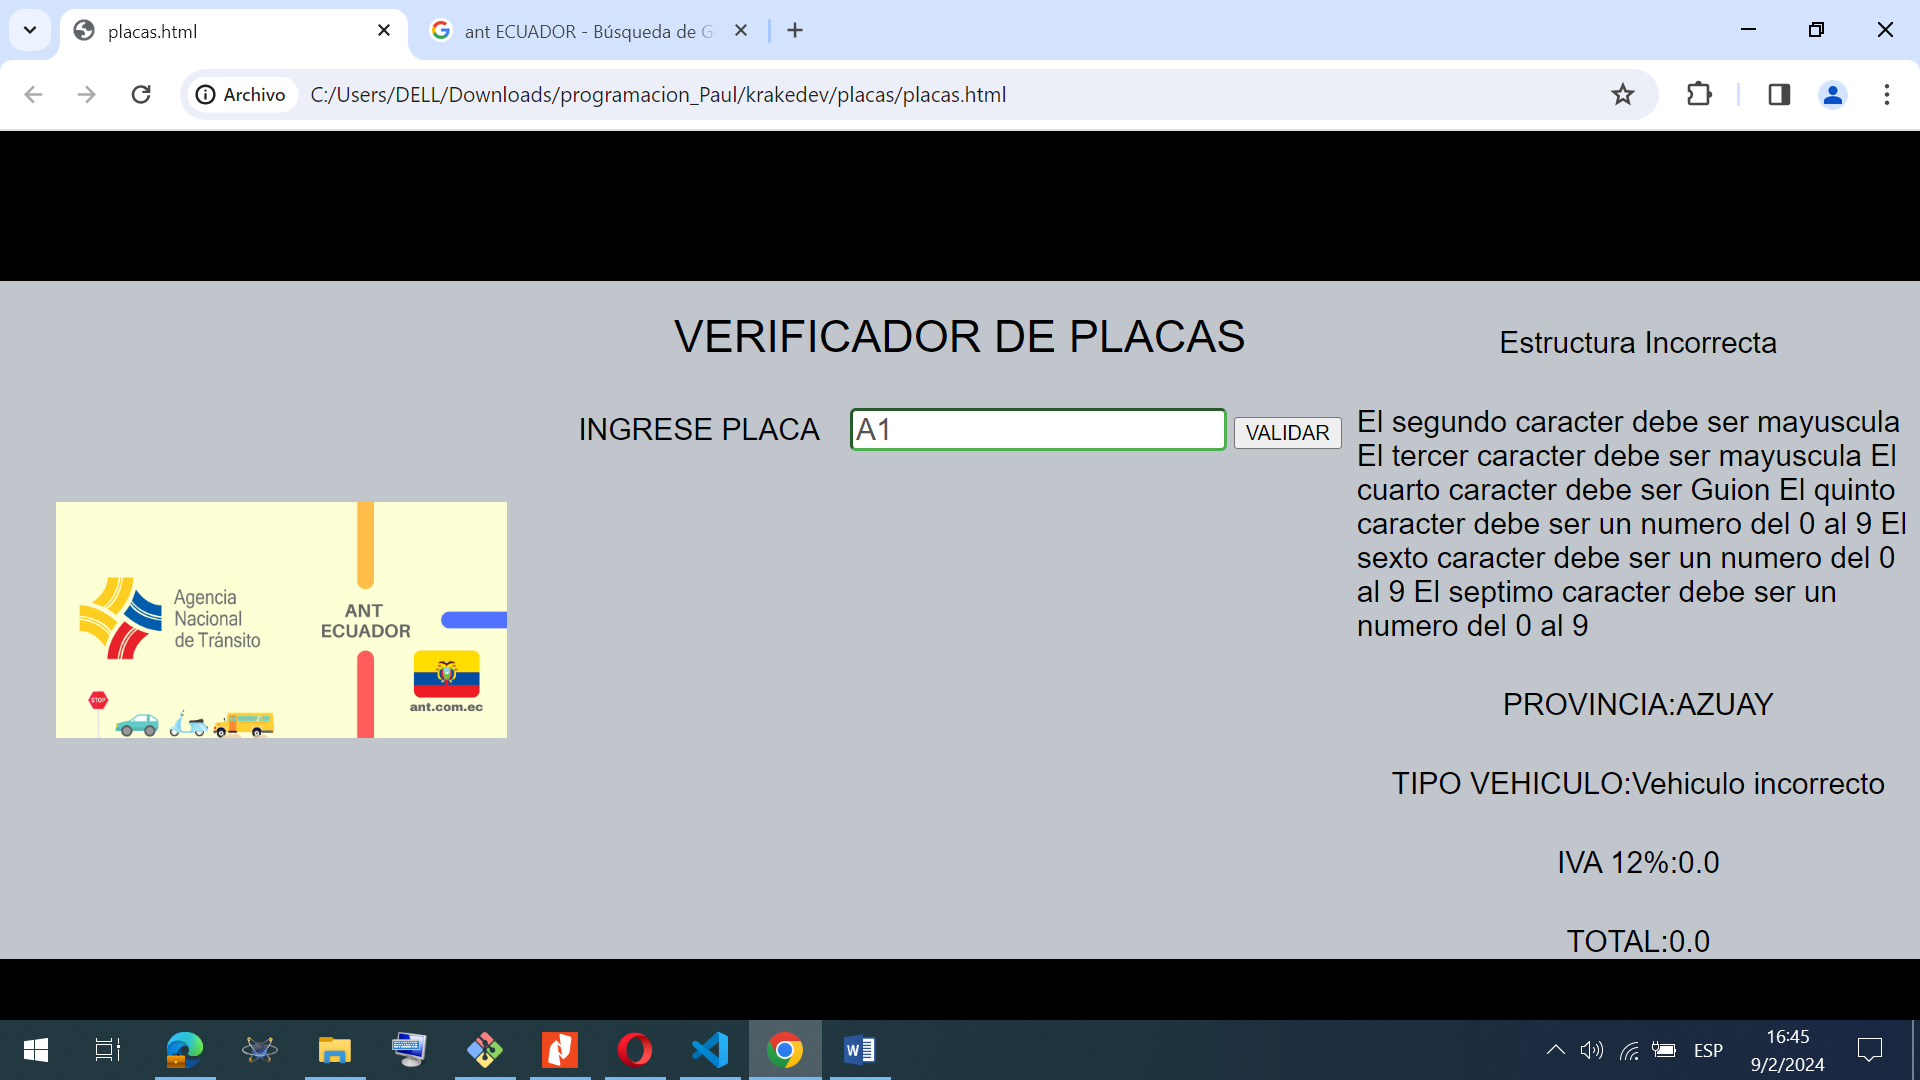 placas.html
ant ECUADOR - Búsqueda de G
Archivo
C:/Users/DELL/Downloads/programacion_Paul/krakedev/placas/placas.html
VERIFICADOR DE PLACAS
INGRESE PLACA
A1
VALIDAR
Agencia
Nacional
de Tránsito
ANT
ECUADOR
STOP
ant.com.ec
Estructura Incorrecta
El segundo caracter debe ser mayuscula
El tercer caracter debe ser mayuscula El
cuarto caracter debe ser Guion El quinto
caracter debe ser un numero del 0 al 9 El
sexto caracter debe ser un numero del 0
al 9 El septimo caracter debe ser un
numero del 0 al 9
PROVINCIA:AZUAY
TIPO VEHICULO:Vehiculo incorrecto
IVA 12%:0.0
TOTAL:0.0
ESP
16:45
9/2/2024